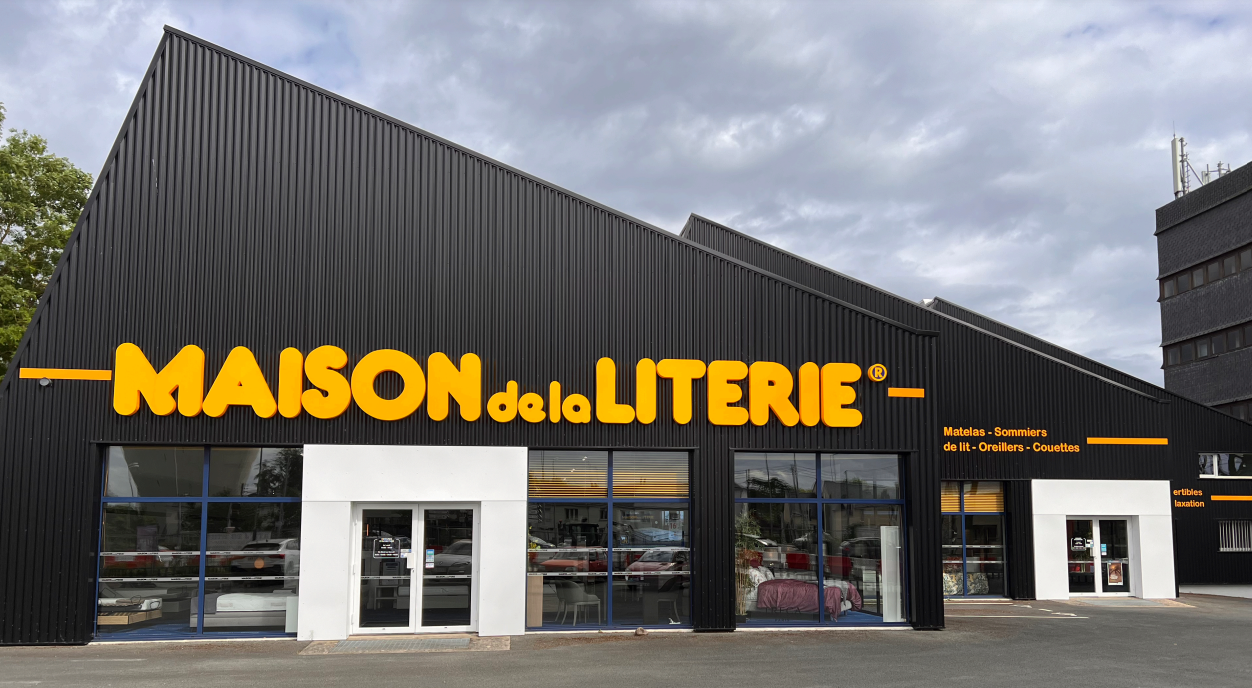 MAISON de la LITERIE®
Matelas - Sommiers
de lit - Oreillers - Couettes
ertibles
laxation